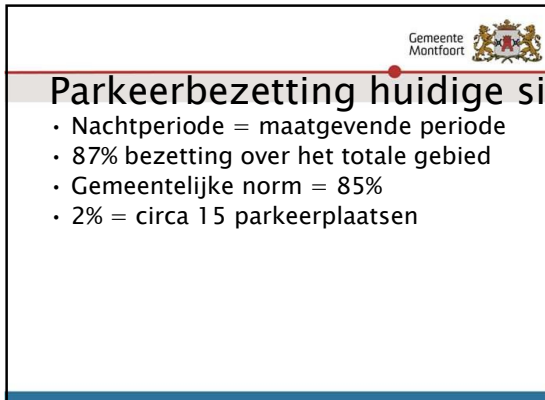 Gemeente
Montfoort
Parkeerbezetting huidige si
• Nachtperiode = maatgevende periode
• 87% bezetting over het totale gebied
• Gemeentelijke norm = 85%
• 2% = circa 15 parkeerplaatsen